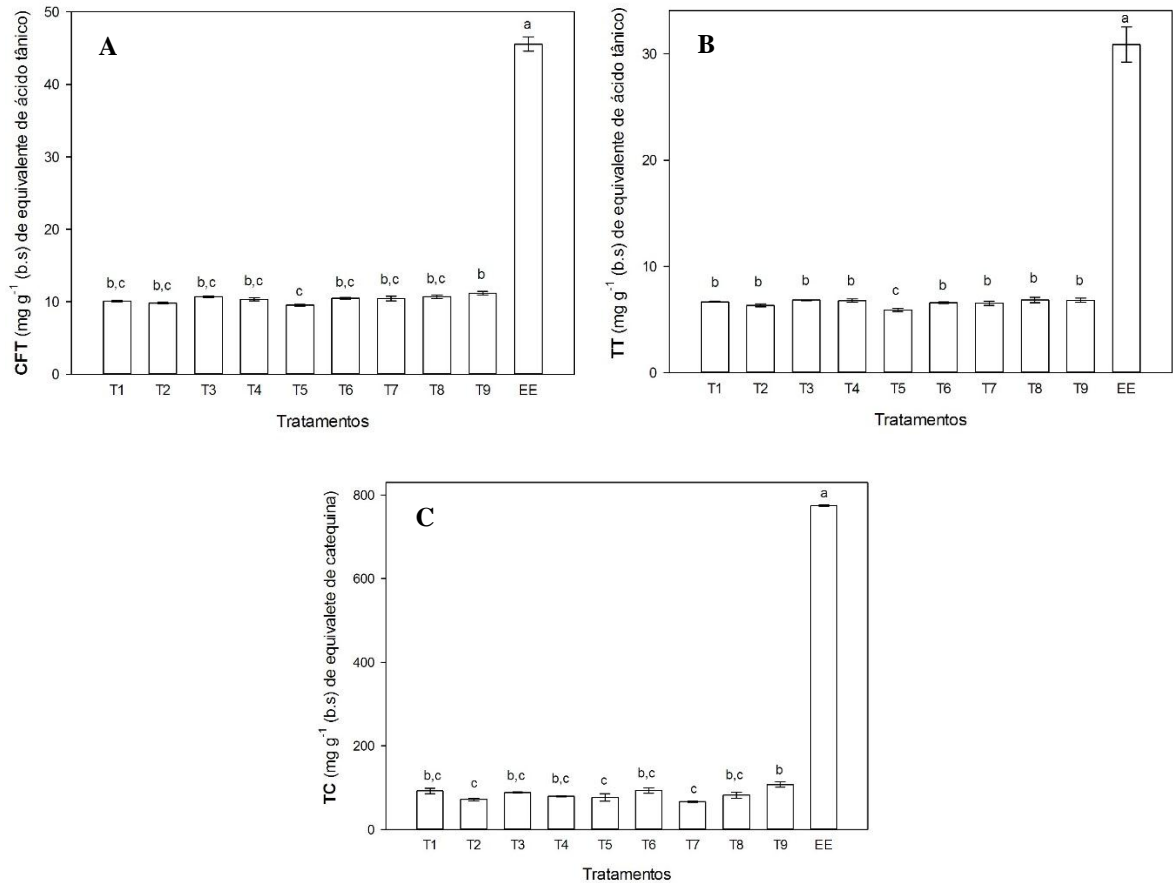 A
CFT (mg g-1 (b.s) de equivalente de ácido tânico)
50
40
30
20
10
0
a
b,c b,c b,c b,c c b,c b,c b,c b
T1 T2 T3 T4 T5 T6 T7 T8 T9 EE
Tratamentos
B
TT (mg g-1 (b.s) de equivalente de ácido tânico)
30
20
10
0
a
b b b b c b b b b
T1 T2 T3 T4 T5 T6 T7 T8 T9 EE
Tratamentos
C
TC (mg g-1 (b.s) de equivalete de catequina)
800
600
400
200
0
a
b,c c b,c b,c c b,c c b,c b
T1 T2 T3 T4 T5 T6 T7 T8 T9 EE
Tratamentos